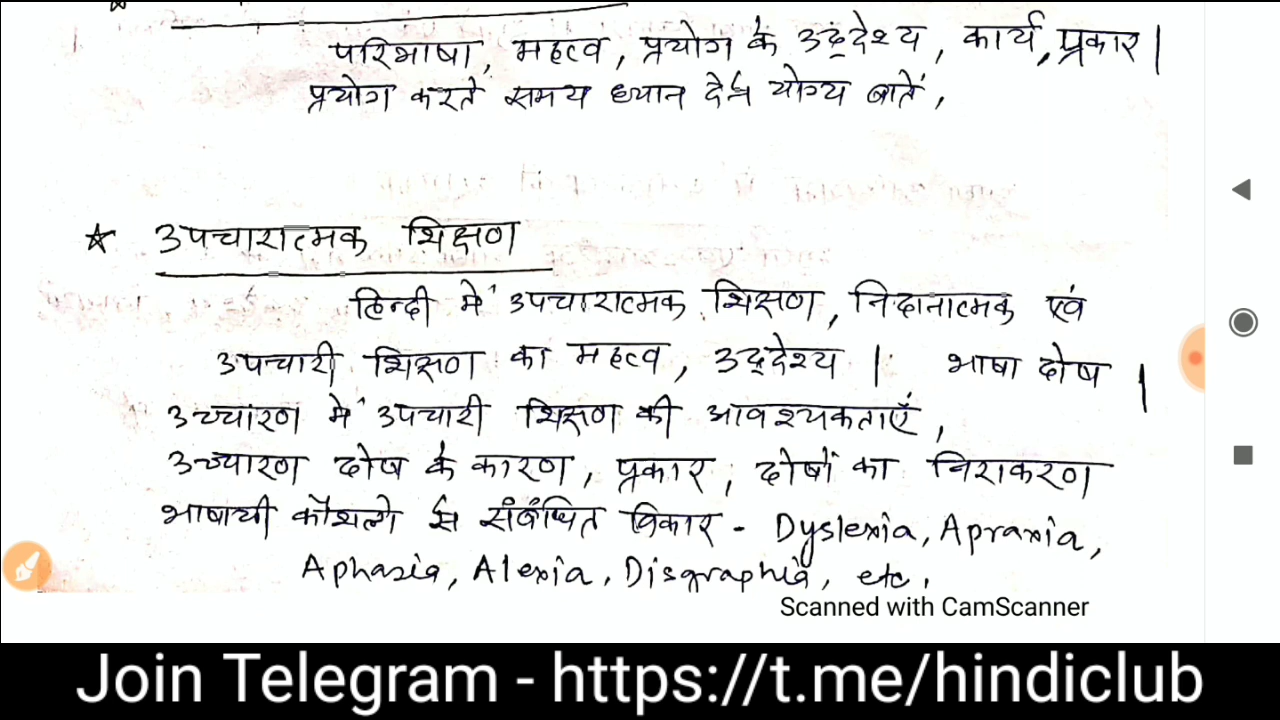 परिभाषा, महत्व, प्रयोग के उद्देश्य, कार्य, प्रकार |
प्रयोग करते समय ध्यान देने योग्य बातें,
★ उपचारात्मक शिक्षण
हिन्दी में उपचारात्मक शिक्षण, निदानात्मक एवं
उपचारी शिक्षण का महत्व, उद्देश्य | भाषा दोष |
उच्चारण में उपचारी शिक्षण की आवश्यकताएँ,
उच्चारण दोष के कारण, प्रकार, दोषों का निराकरण
भाषायी कौशलो से संबंधित विकार - Dyslexia, Apraxia,
Aphasia, Alexia, Disgraphia, etc,
Scanned with CamScanner
Join Telegram - https://t.me/hindiclub